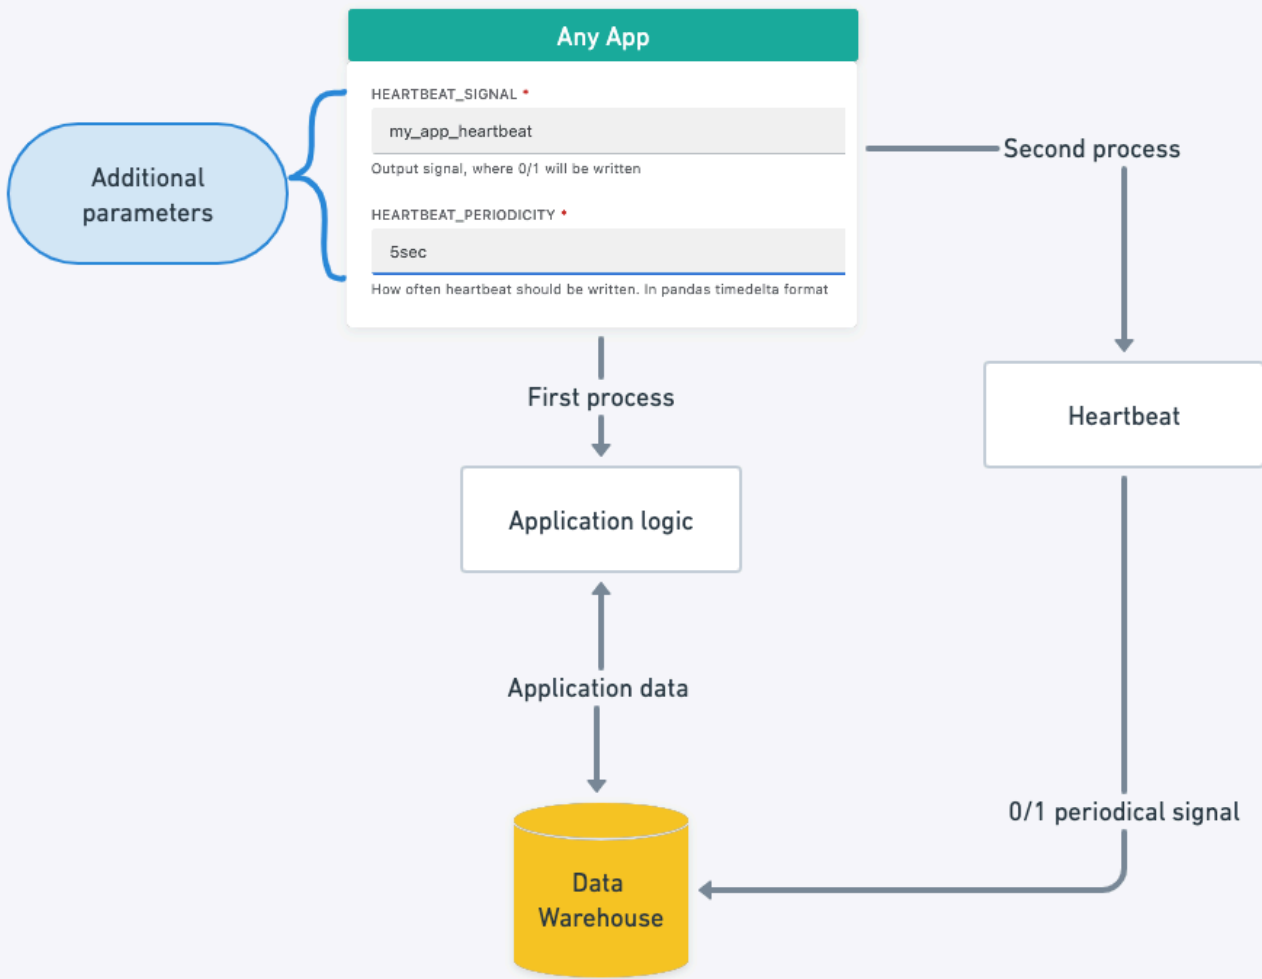 Any App
HEARTBEAT_SIGNAL *
my_app_heartbeat
Output signal, where 0/1 will be written
HEARTBEAT_PERIODICITY *
5sec
How often heartbeat should be written. In pandas timedelta format
Additional
parameters
Second process
First process
Heartbeat
Application logic
Application data
0/1 periodical signal
Data
Warehouse